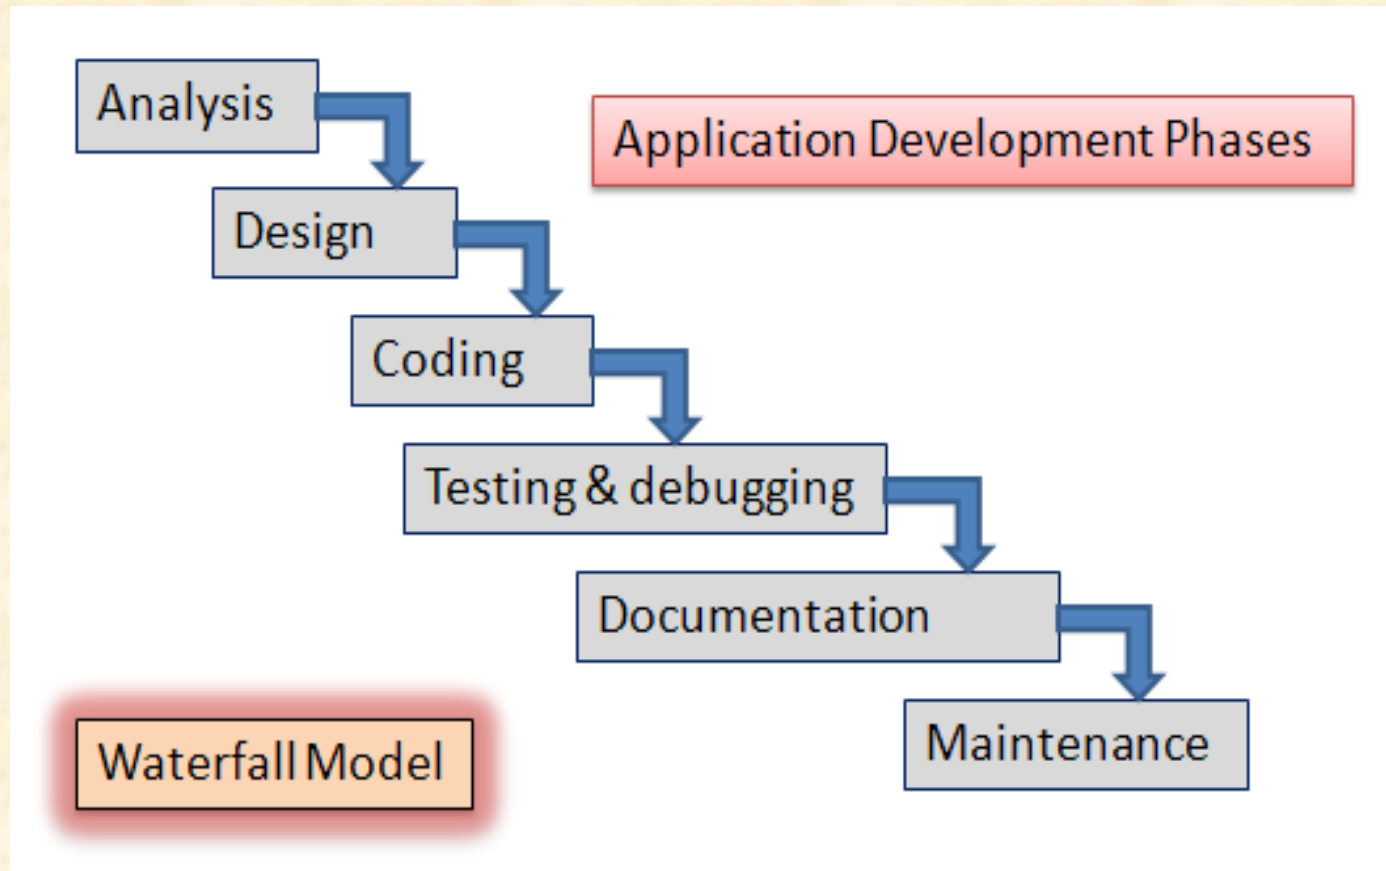 Analysis
Application Development Phases
Design
Coding
Testing & debugging
Documentation
Maintenance
Waterfall Model